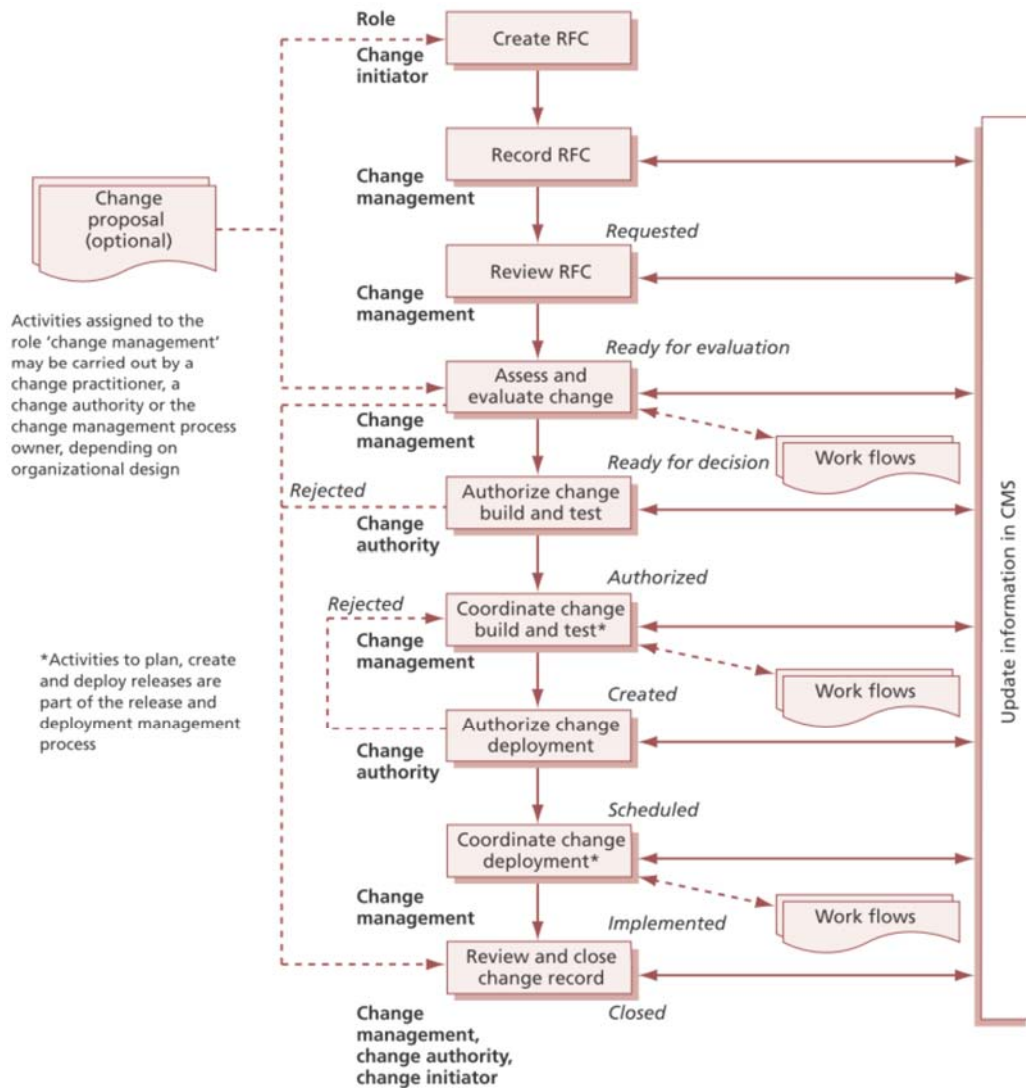 Role
Create RFC
Change
initiator
Record RFC
Change
management
Change
proposal
(optional)
Requested
Review RFC
Change
management
Activities assigned to the
role ‘change management’
may be carried out by a
change practitioner, a
change authority or the
change management process
owner, depending on
organizational design
Ready for evaluation
Assess and
evaluate change
Change
management
Work flows
Ready for decision
Rejected
Authorize change
build and test
Change
authority
Authorized
Rejected
Coordinate change
build and test*
Change
management
Work flows
*Activities to plan, create
and deploy releases are
part of the release and
deployment management
process
Created
Authorize change
deployment
Change
authority
Scheduled
Coordinate change
deployment*
Change
management
Work flows
Implemented
Review and close
change record
Closed
Change
management,
change authority,
change initiator
Update information in CMS